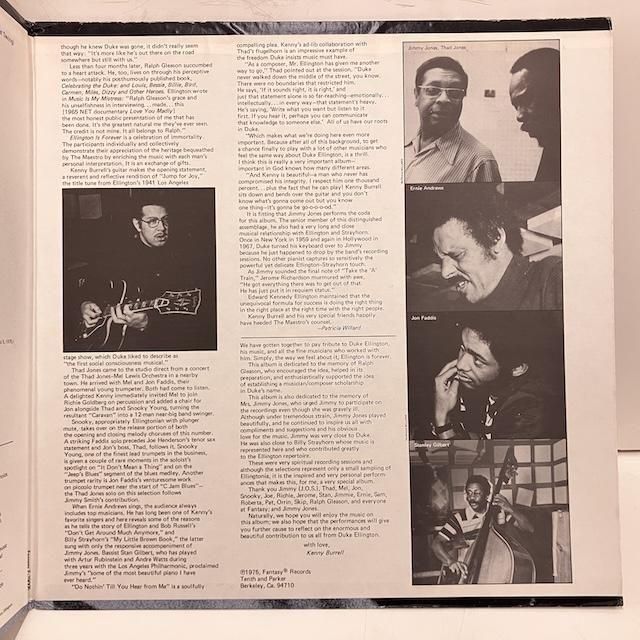 though he knew Duke was gone, it didn't really seem
that way: "It's more like he's out there on the road
somewhere but still with us."
Less than four months later, Ralph Gleason succumbed
to a heart attack. He, too, lives on through his perceptive
words—notably his posthumously published book,
Celebrating the Duke: and Louis, Bessie, Billie, Bird,
Carmen, Miles, Dizzy and Other Heroes. Ellington wrote
in Music Is My Mistress: "Ralph Gleason's grace and
his unselfishness in interviewing...made...this
[1965 NET documentary Love You Madly]
the most honest public presentation of me that has
been done. It's the greatest natural me they've ever seen.
The credit is not mine. It all belongs to Ralph."
Ellington Is Forever is a celebration of immortality.
The participants individually and collectively
demonstrate their appreciation of the heritage bequeathed
by The Maestro by enriching the music with each man's
personal interpretation. It is an exchange of gifts.
Kenny Burrell's guitar makes the opening statement,
a reverent and reflective rendition of "Jump for Joy,"
the title tune from Ellington's 1941 Los Angeles
stage show, which Duke liked to describe as
"the first social consciousness musical."
Thad Jones came to the studio direct from a concert
of the Thad Jones-Mel Lewis Orchestra in a nearby
town. He arrived with Mel and Jon Faddis, their
phenomenal young trumpeter. Both had come to listen.
A delighted Kenny immediately invited Mel to join
Richie Goldberg on percussion and added a chair for
Jon alongside Thad and Snooky Young, turning the
resultant "Caravan" into a 12-man near-big band swinger.
Snooky, appropriately Ellingtonian with plunger
mute, takes over on the release portion of both
the opening and closing melody choruses of this number.
A striking Faddis solo precedes Joe Henderson's tenor sax
statement and Jon's boss, Thad, follows it. Snooky
Young, one of the finest lead trumpets in the business,
is given a couple of rare moments in the soloist's
spotlight on "It Don't Mean a Thing" and on the
"Jeep's Blues" segment of the blues medley. Another
trumpet rarity is Jon Faddis's venturesome work
on piccolo trumpet near the start of "C Jam Blues"—
the Thad Jones solo on this selection follows
Jimmy Smith's contribution.
When Ernie Andrews sings, the audience always
includes top musicians. He has long been one of Kenny's
favorite singers and here reveals some of the reasons
as he tells the story of Ellington and Bob Russell's
"Don't Get Around Much Anymore," and
Billy Strayhorn's "My Little Brown Book," the latter
sung with only the responsive accompaniment of
Jimmy Jones. Bassist Stan Gilbert, who has played
with Artur Rubinstein and Andre Watts during
three years with the Los Angeles Philharmonic, proclaimed
Jimmy's "some of the most beautiful piano I have
ever heard."
"Do Nothin' Till You Hear from Me" is a soulfully
compelling plea. Kenny's ad-lib collaboration with
Thad's flugelhorn is an impressive example of
the freedom Duke insists music must have.
"As a composer, Mr. Ellington has given me another
way to go," Thad pointed out at the session. "Duke
never walked down the middle of the street, you know.
There were no boundaries that restricted him.
He says, 'If it sounds right, it is right,' and
just that statement alone is so far-reaching—emotionally...
intellectually...in every way—that statement's heavy.
He's saying, 'Write what you want but listen to it
first. If you hear it, perhaps you can communicate
that knowledge to someone else.' All of us have our roots
in Duke.
"Which makes what we're doing here even more
important. Because after all of this background, to get
a chance finally to play with a lot of other musicians who
feel the same way about Duke Ellington, is a thrill.
I think this is really a very important album—
important in God knows how many different areas.
"And Kenny is beautiful—a man who never has
compromised his integrity. I respect him one thousand
percent...plus the fact that he can play! Kenny Burrell
sits down and bends over the guitar and you don't
know what's gonna come out but you know
one thing—it's gonna be go-o-o-o-od."
It is fitting that Jimmy Jones performs the coda
for this album. The senior member of this distinguished
assemblage, he also had a very long and close
musical relationship with Ellington and Strayhorn.
Once in New York in 1959 and again in Hollywood in
1967, Duke turned his keyboard over to Jimmy
because he just happened to drop by the band's recording
sessions. No other pianist captures so sensitively the
powerful yet delicate Ellington-Strayhorn touch.
As Jimmy sounded the final note of "Take the 'A'
Train," Jerome Richardson murmured with awe,
"He got everything there was to get out of that.
He has just put it in requiem status."
Edward Kennedy Ellington maintained that the
unequivocal formula for success is doing the right thing
in the right place at the right time with the right people.
Kenny Burrell and his very special friends happily
have heeded The Maestro's counsel.
—Patricia Willard
We have gotten together to pay tribute to Duke Ellington,
his music, and all the fine musicians who worked with
him. Simply, the way we feel about it, Ellington is forever.
This album is dedicated to the memory of Ralph
Gleason, who encouraged the idea, helped in its
preparation, and enthusiastically supported the idea
of establishing a musician/composer scholarship
in Duke's name.
This album is also dedicated to the memory of
Mrs. Jimmy Jones, who urged Jimmy to participate on
the recordings even though she was gravely ill.
Although under tremendous strain, Jimmy Jones played
beautifully, and he continued to inspire us all with
compliments and suggestions and his obvious
love for the music. Jimmy was very close to Duke.
He was also close to Billy Strayhorn whose music is
represented here and who contributed greatly
to the Ellington repertoire.
These were very spiritual recording sessions and
although the selections represent only a small sampling of
Ellingtonia, it is the inspired and very personal perform-
ances that makes this, for me, a very special album.
Thank you Jimmy (J.O.S.), Thad, Mel, Jon,
Snooky, Joe, Richie, Jerome, Stan, Jimmie, Ernie, Gem,
Roberta, Pat, Orrin, Skip, Ralph Gleason, and everyone
at Fantasy; and Jimmy Jones.
Naturally, we hope you will enjoy the music on
this album; we also hope that the performances will give
you further cause to reflect on the enormous and
beautiful contribution to us all from Duke Ellington.
with love,
Kenny Burrell
℗1975, Fantasy® Records
Tenth and Parker
Berkeley, Ca. 94710
Jimmy Jones, Thad Jones
Ernie Andrews
Jon Faddis
Stanley Gilbert